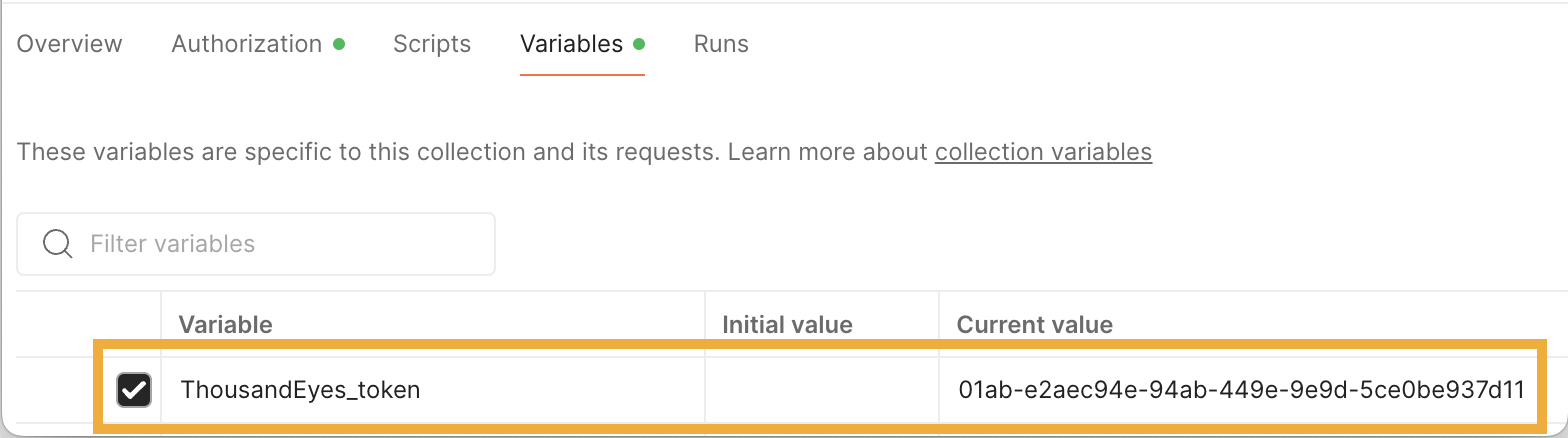 Overview Authorization Scripts Variables Runs
These variables are specific to this collection and its requests. Learn more about collection variables
Filter variables
Variable Initial value Current value
ThousandEyes_token 01ab-e2aec94e-94ab-449e-9e9d-5ce0be937d11